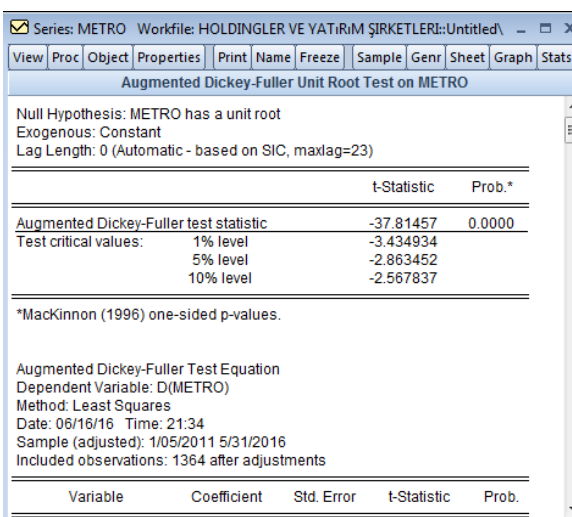 Series: METRO Workfile: HOLDINGLER VE YATıRıM ŞIRKETLERI::Untitled\
View Proc Object Properties Print Name Freeze Sample Genr Sheet Graph Stats
Augmented Dickey-Fuller Unit Root Test on METRO
Null Hypothesis: METRO has a unit root
Exogenous: Constant
Lag Length: 0 (Automatic - based on SIC, maxlag=23)
t-Statistic Prob.*
Augmented Dickey-Fuller test statistic -37.81457 0.0000
Test critical values: 1% level -3.434934
5% level -2.863452
10% level -2.567837
*MacKinnon (1996) one-sided p-values.
Augmented Dickey-Fuller Test Equation
Dependent Variable: D(METRO)
Method: Least Squares
Date: 06/16/16 Time: 21:34
Sample (adjusted): 1/05/2011 5/31/2016
Included observations: 1364 after adjustments
Variable Coefficient Std. Error t-Statistic Prob.